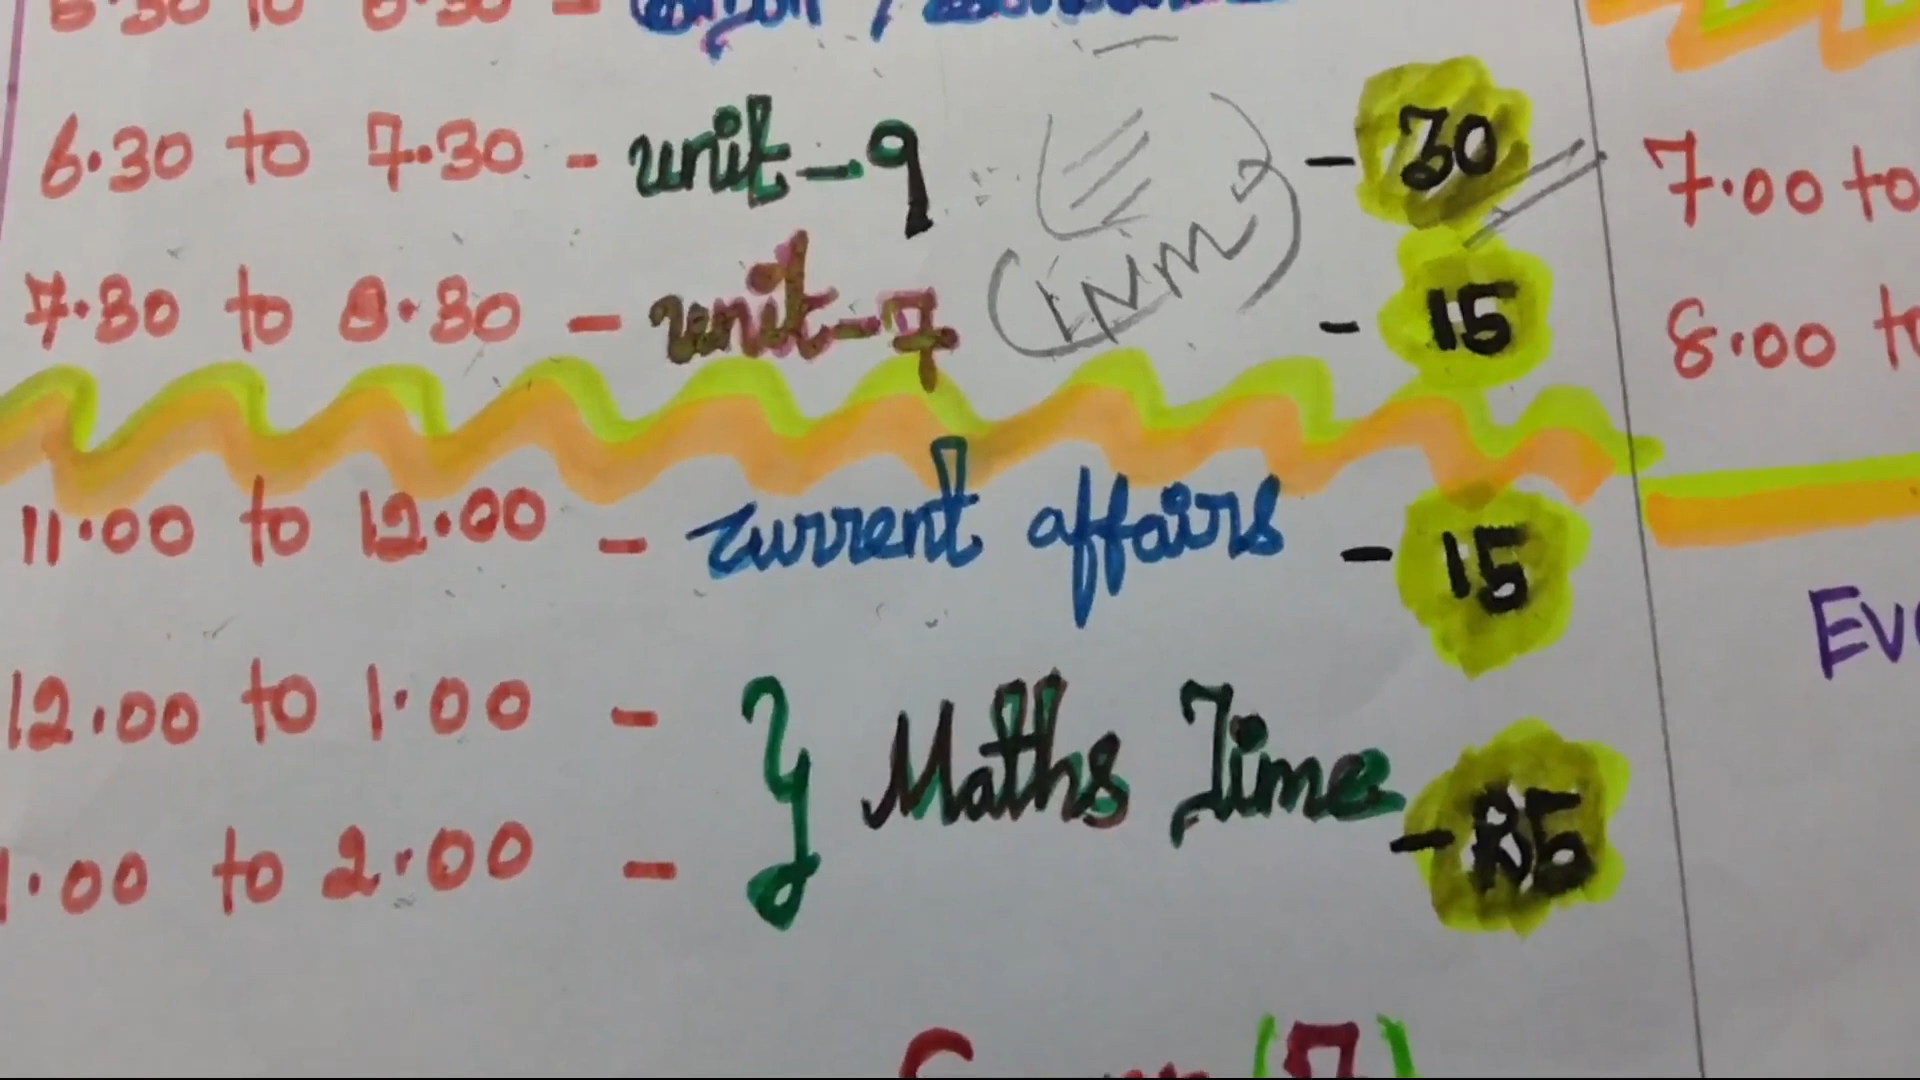 6.30 to 7.30 - unit-9 - 30
(INM)
7.30 to 8.30 - unit-7 - 15
11.00 to 12.00 - current affairs - 15
12.00 to 1.00 -
} Maths Time
1.00 to 2.00 -
7.00 to
8.00 to